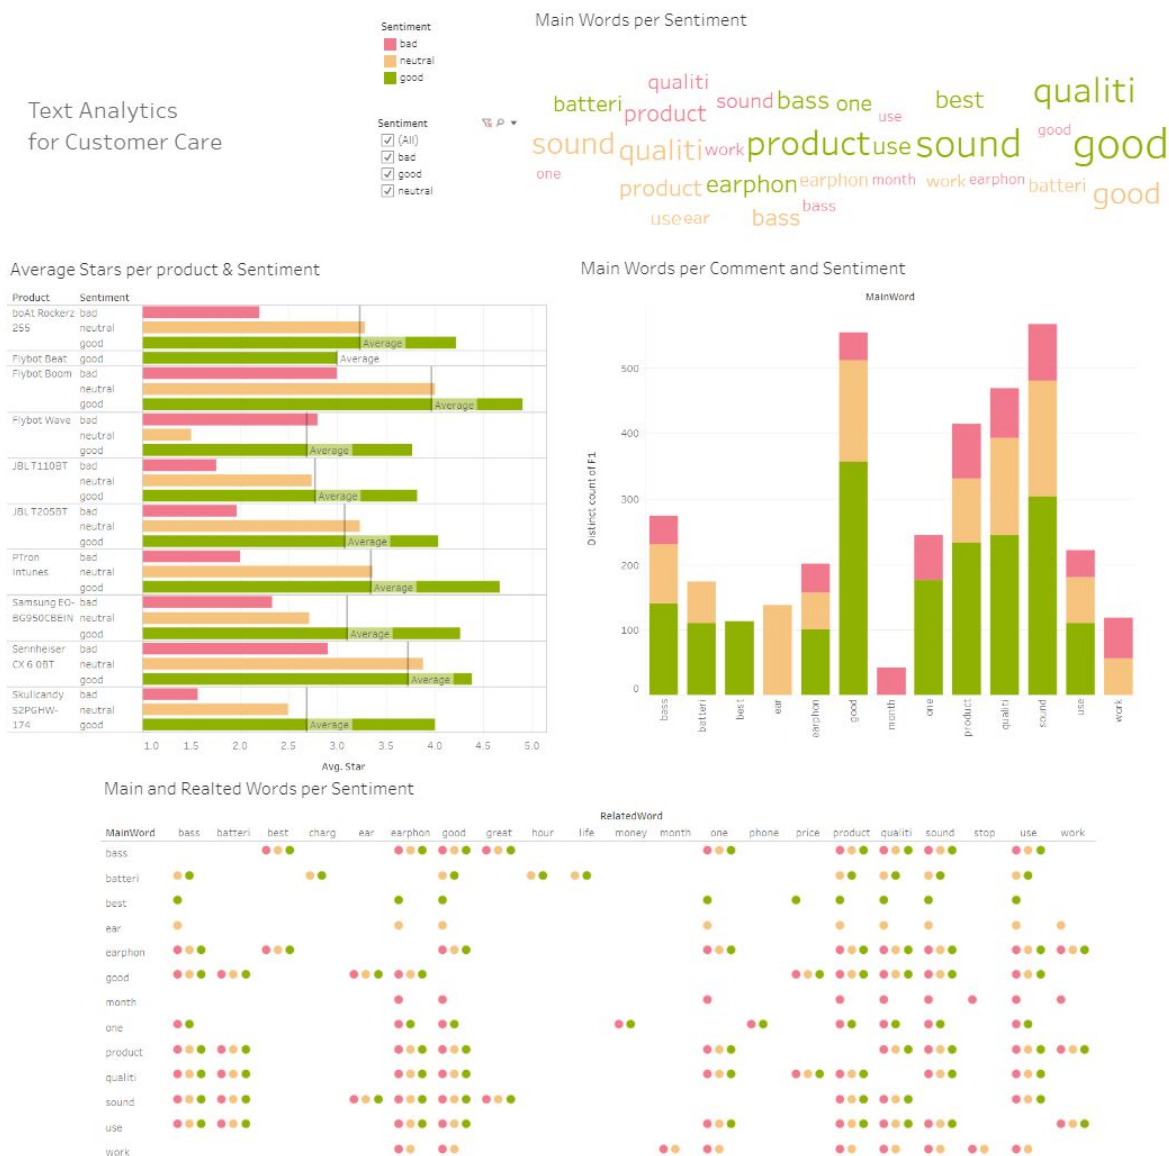 Text Analytics
for Customer Care
Sentiment
bad
neutral
good
Sentiment
(All)
bad
good
neutral
Main Words per Sentiment
qualiti
batteri
product
sound
bass
one
use
best
qualiti
sound
qualiti
work
product
use
sound
good
good
one
product
earphon
earphon
month
work
earphon
batteri
good
use
ear
bass
bass
Average Stars per product & Sentiment
Product Sentiment
boAt Rockerz bad
255 neutral
good Average
Flybot Beat good Average
Flybot Boom bad
neutral
good Average
Flybot Wave bad
neutral
good Average
JBL T110BT bad
neutral
good Average
JBL T205BT bad
neutral
good Average
PTron bad
Intunes neutral
good Average
Samsung EO- bad
BG950CBEIN neutral
good Average
Sennheiser bad
CX 6.0BT neutral
good Average
Skullcandy bad
S2PGHW- neutral
174 good Average
1.0 1.5 2.0 2.5 3.0 3.5 4.0 4.5 5.0
Avg. Star
Main Words per Comment and Sentiment
MainWord
Distinct count of F1
500
400
300
200
100
0
bass batteri best ear earphon good month one product qualiti sound use work
Main and Realted Words per Sentiment
RelatedWord
MainWord bass batteri best charg ear earphon good great hour life money month one phone price product qualiti sound stop use work
bass
batteri
best
ear
earphon
good
month
one
product
qualiti
sound
use
work